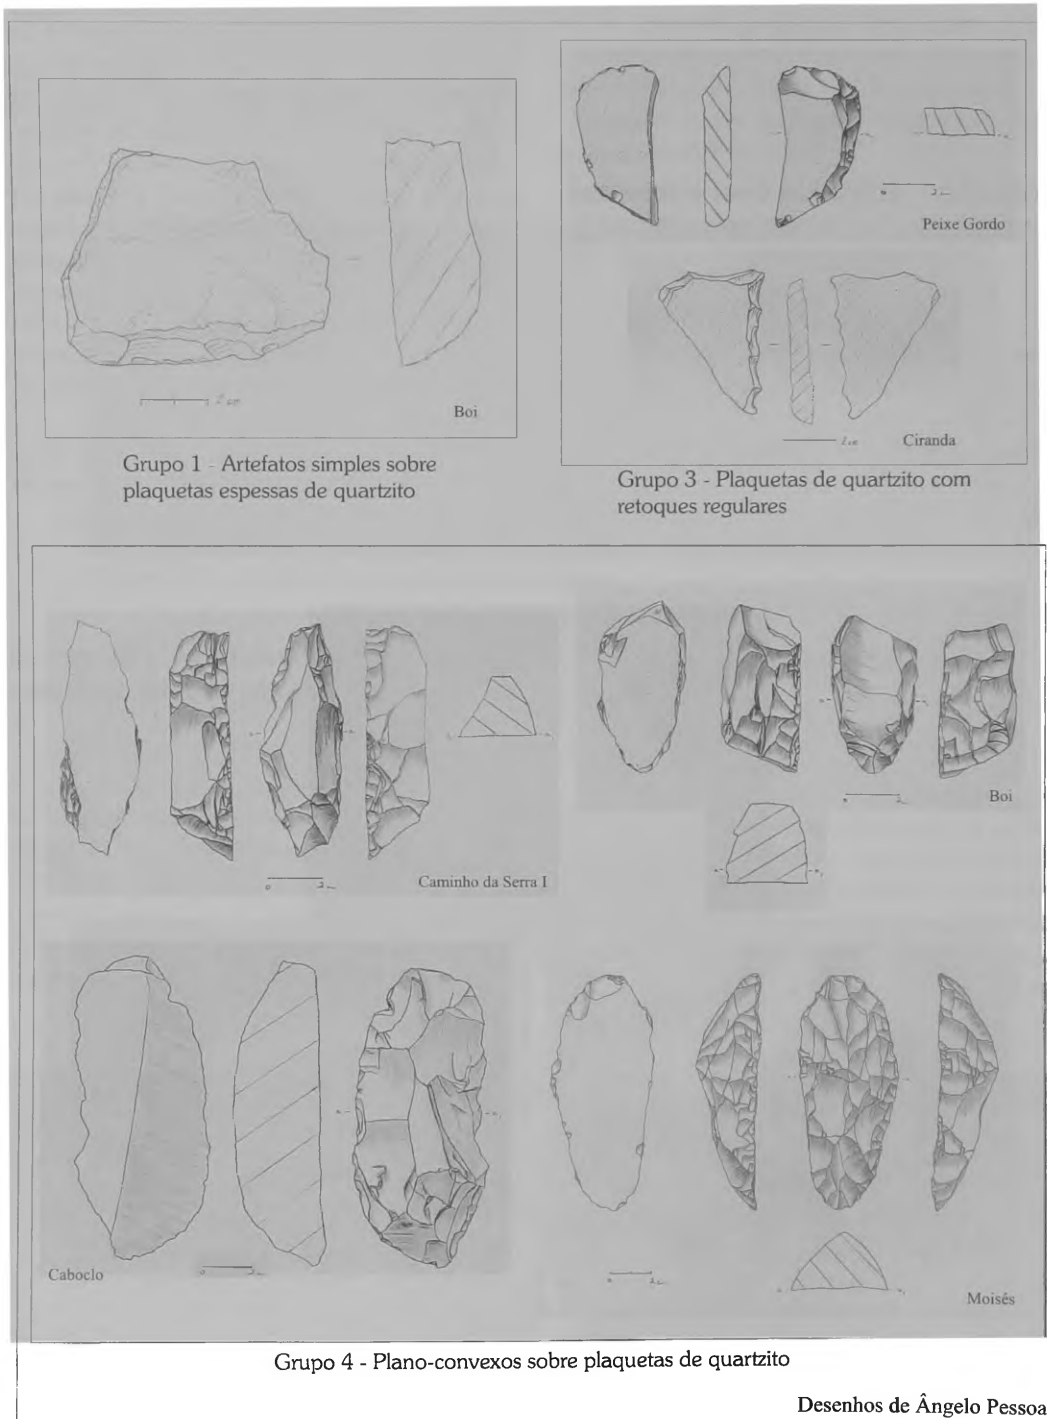 Boi
2 cm
Grupo 1 - Artefatos simples sobre
plaquetas espessas de quartzito
Peixe Gordo
Ciranda
Grupo 3 - Plaquetas de quartzito com
retoques regulares
Caminho da Serra I
Boi
Caboclo
Moisés
Grupo 4 - Plano-convexos sobre plaquetas de quartzito
Desenhos de Ângelo Pessoa